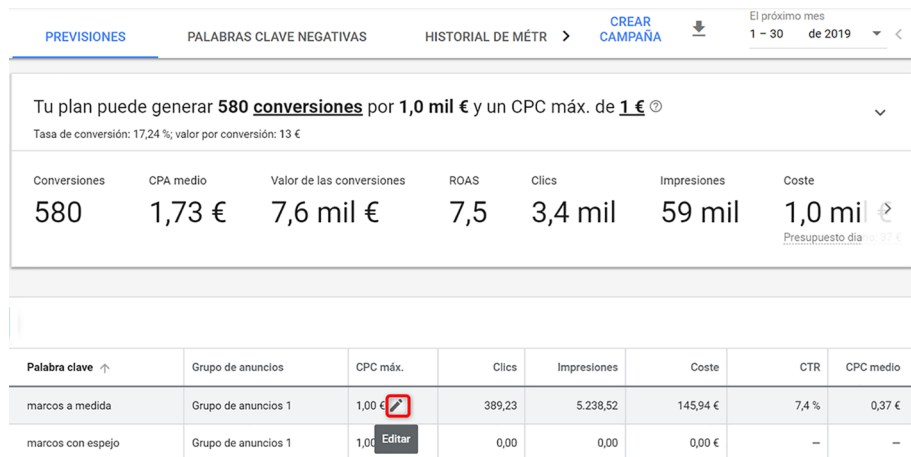 PREVISIONES PALABRAS CLAVE NEGATIVAS HISTORIAL DE MÉTR CREAR CAMPAÑA
El próximo mes
1 – 30 de 2019
Tu plan puede generar 580 conversiones por 1,0 mil € y un CPC máx. de 1 €
Tasa de conversión: 17,24 %; valor por conversión: 13 €
Conversiones CPA medio Valor de las conversiones ROAS Clics Impresiones Coste
580 1,73 € 7,6 mil € 7,5 3,4 mil 59 mil 1,0 mil €
Presupuesto dia 37 €
Palabra clave Grupo de anuncios CPC máx. Clics Impresiones Coste CTR CPC medio
marcos a medida Grupo de anuncios 1 1,00 € 389,23 5.238,52 145,94 € 7,4 % 0,37 €
marcos con espejo Grupo de anuncios 1 1,00 Editar 0,00 0,00 0,00 € – –